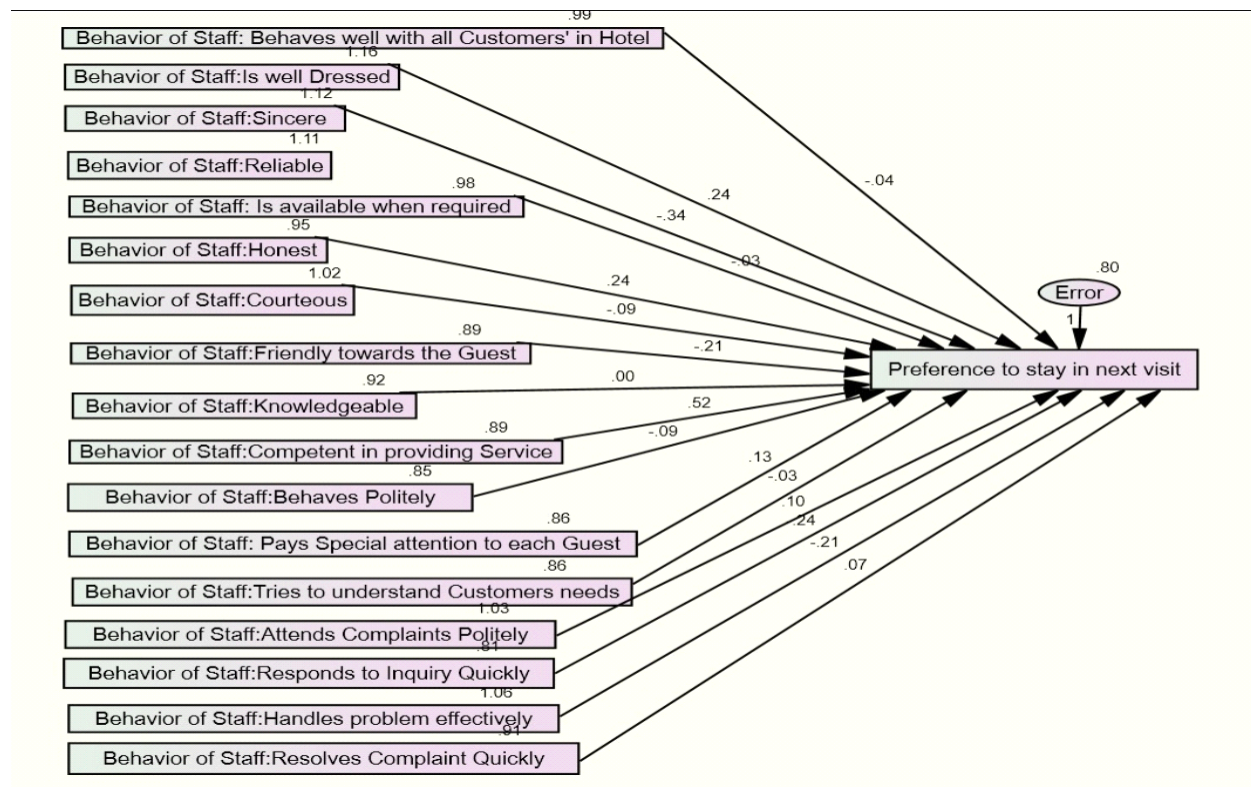 .99
Behavior of Staff: Behaves well with all Customers' in Hotel
1.16
Behavior of Staff:Is well Dressed
1.12
Behavior of Staff:Sincere
1.11
Behavior of Staff:Reliable
.98
Behavior of Staff: Is available when required
.95
Behavior of Staff:Honest
1.02
Behavior of Staff:Courteous
.89
Behavior of Staff:Friendly towards the Guest
.92
Behavior of Staff:Knowledgeable
.89
Behavior of Staff:Competent in providing Service
.85
Behavior of Staff:Behaves Politely
.86
Behavior of Staff: Pays Special attention to each Guest
.86
Behavior of Staff:Tries to understand Customers needs
1.03
Behavior of Staff:Attends Complaints Politely
.81
Behavior of Staff:Responds to Inquiry Quickly
1.06
Behavior of Staff:Handles problem effectively
.91
Behavior of Staff:Resolves Complaint Quickly
-.04
.24
-.34
-.03
.24
-.09
-.21
.00
.52
-.09
.13
-.03
.10
.24
-.21
.07
.80
Error
1
Preference to stay in next visit